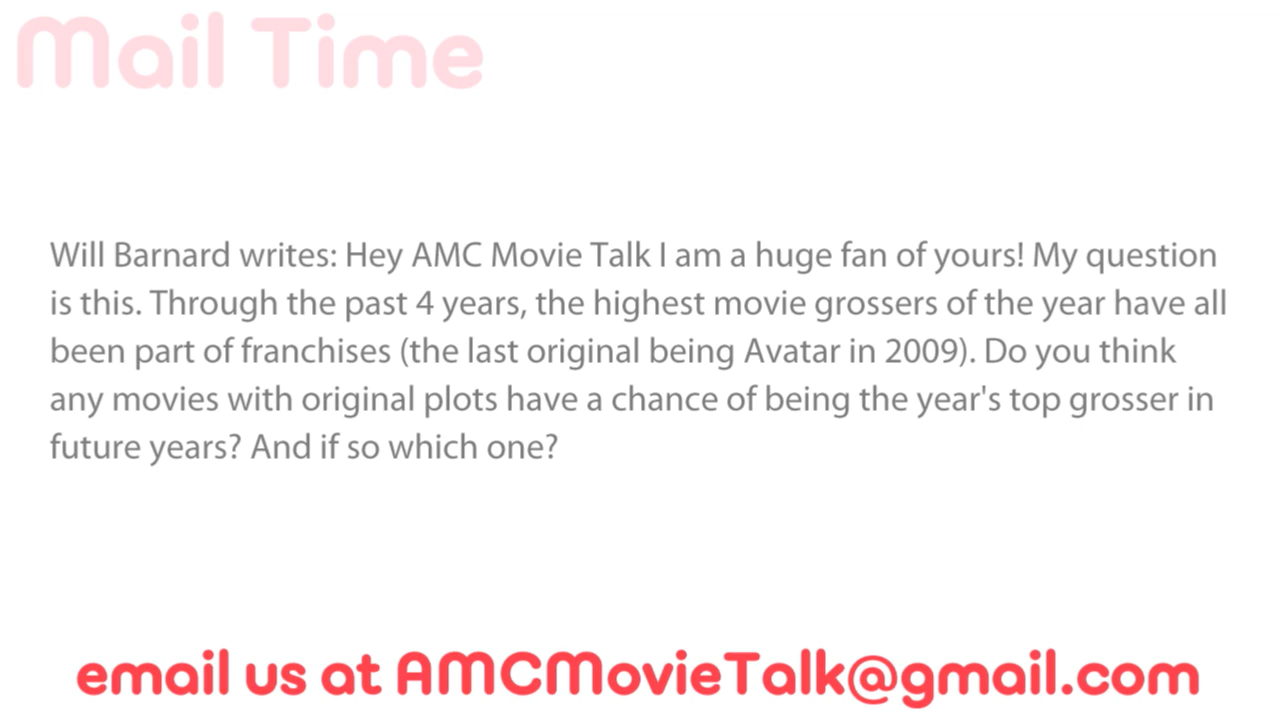 Mail Time
Will Barnard writes: Hey AMC Movie Talk I am a huge fan of yours! My question
is this. Through the past 4 years, the highest movie grossers of the year have all
been part of franchises (the last original being Avatar in 2009). Do you think
any movies with original plots have a chance of being the year's top grosser in
future years? And if so which one?
email us at AMCMovieTalk@gmail.com